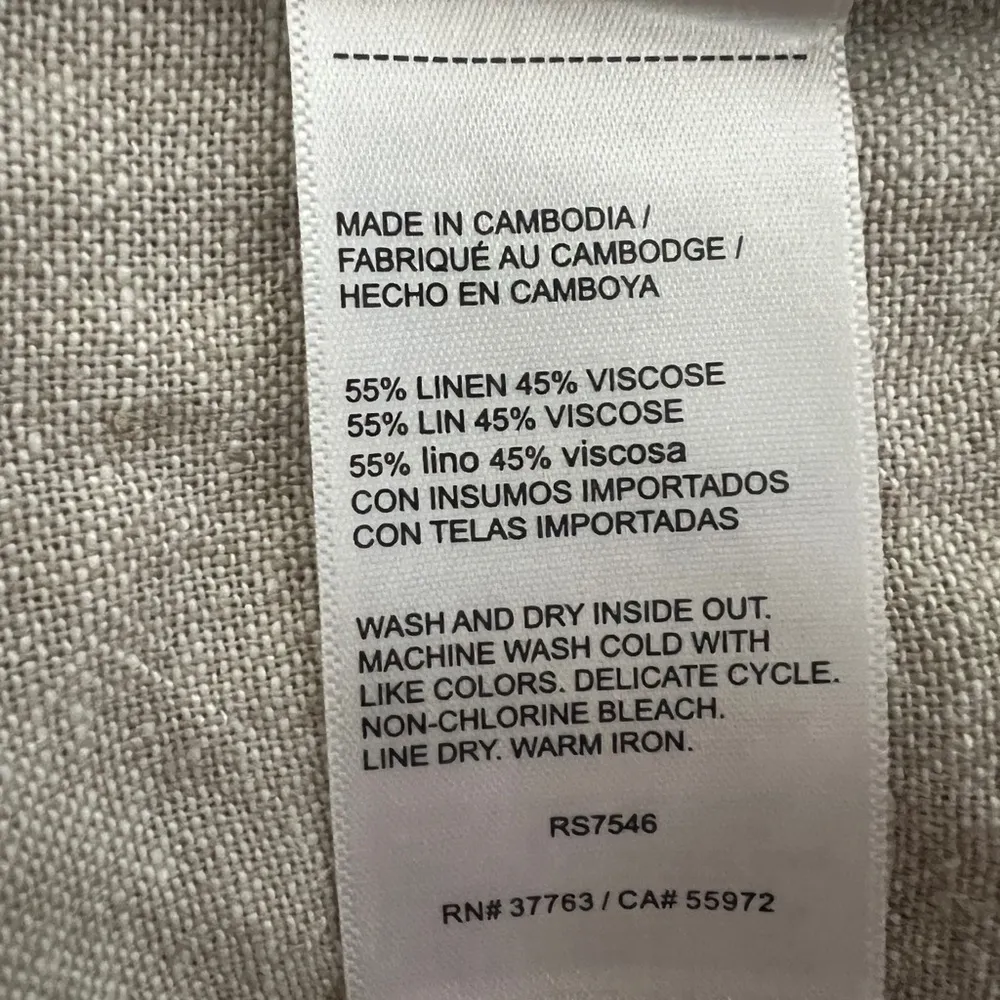 MADE IN CAMBODIA /
FABRIQUÉ AU CAMBODGE /
HECHO EN CAMBOYA
55% LINEN 45% VISCOSE
55% LIN 45% VISCOSE
55% lino 45% viscosa
CON INSUMOS IMPORTADOS
CON TELAS IMPORTADAS
WASH AND DRY INSIDE OUT.
MACHINE WASH COLD WITH
LIKE COLORS. DELICATE CYCLE.
NON-CHLORINE BLEACH.
LINE DRY. WARM IRON.
RS7546
RN# 37763 / CA# 55972